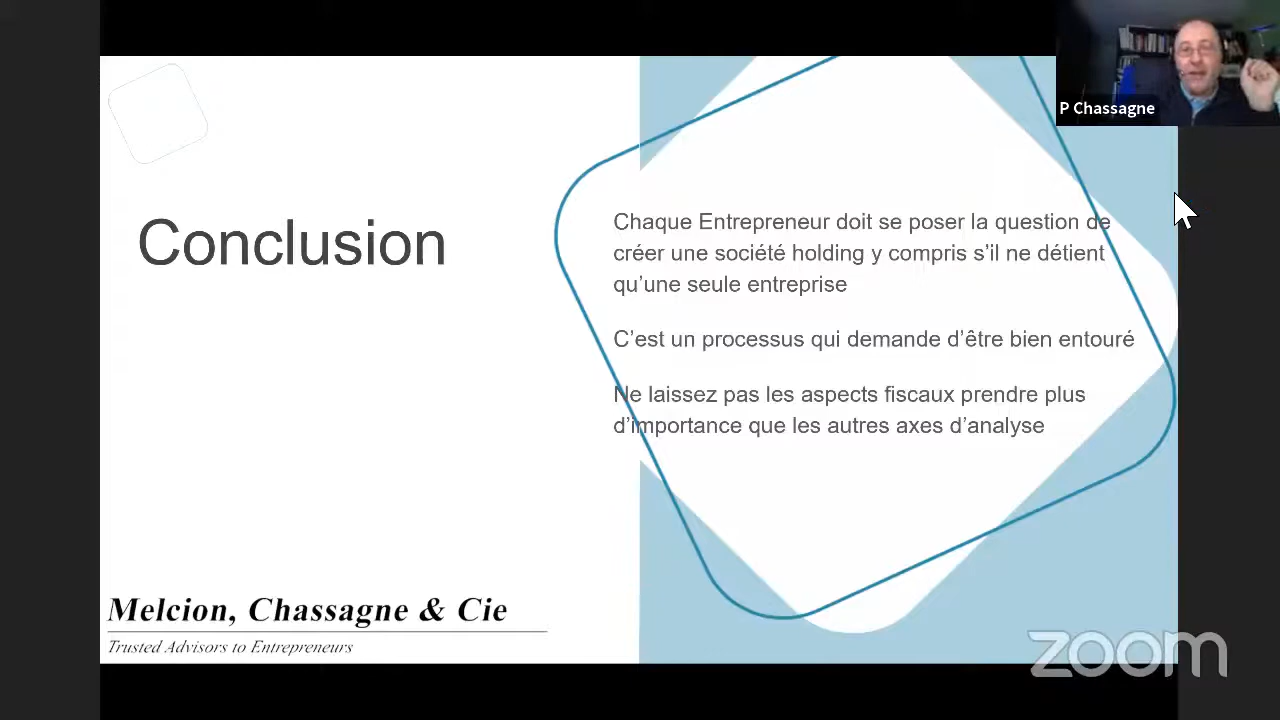 P Chassagne
Conclusion
Chaque Entrepreneur doit se poser la question de
créer une société holding y compris s’il ne détient
qu’une seule entreprise
C’est un processus qui demande d’être bien entouré
Ne laissez pas les aspects fiscaux prendre plus
d’importance que les autres axes d’analyse
Melcion, Chassagne & Cie
Trusted Advisors to Entrepreneurs
zoom